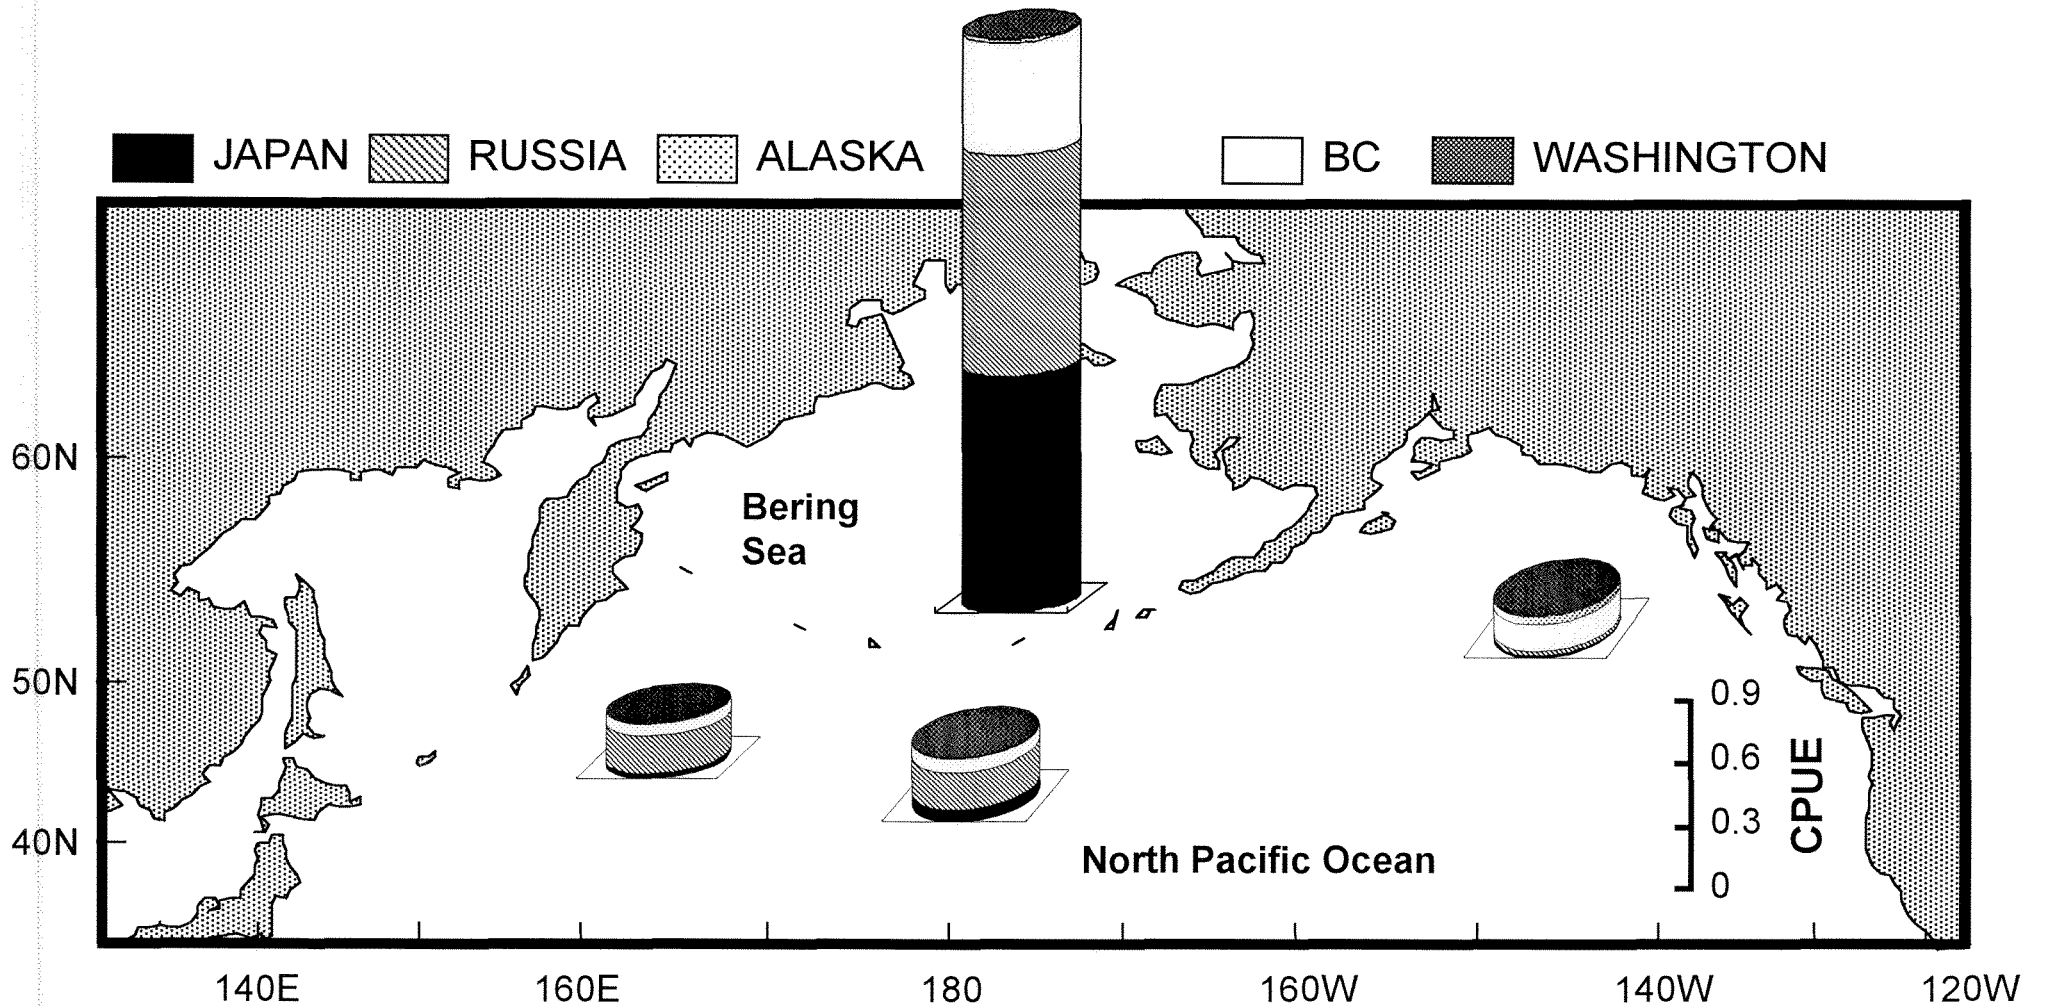 JAPAN RUSSIA ALASKA BC WASHINGTON
60N
Bering
Sea
50N
0.9
0.6
0.3
0
CPUE
40N
North Pacific Ocean
140E 160E 180 160W 140W 120W